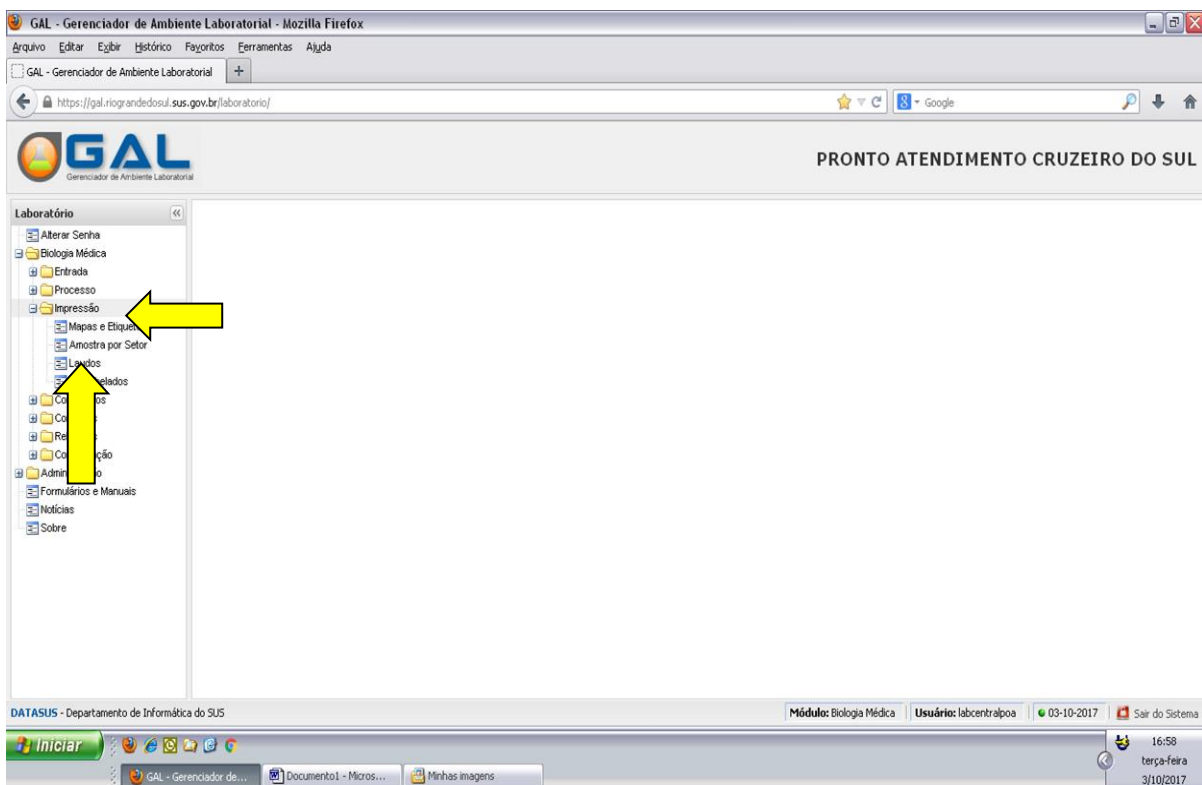 GAL - Gerenciador de Ambiente Laboratorial - Mozilla Firefox
Arquivo Editar Exibir Histórico Favoritos Ferramentas Ajuda
GAL - Gerenciador de Ambiente Laboratorial +
https://gal.riograndedosul.sus.gov.br/laboratorio/ 8 Google
GAL
Gerenciador de Ambiente Laboratorial
PRONTO ATENDIMENTO CRUZEIRO DO SUL
Laboratório
Alterar Senha
Biologia Médica
Entrada
Processo
Impressão
Mapas e
Amostra por Setor
Laudos
Formulários e Manuais
Notícias
Sobre
DATASUS - Departamento de Informática do SUS Módulo: Biologia Médica Usuário: labcentralpoa 03-10-2017 Sair do Sistema
Iniciar 16:58
terça-feira
GAL - Gerenciador de... Documento1 - Micros... Minhas imagens 3/10/2017